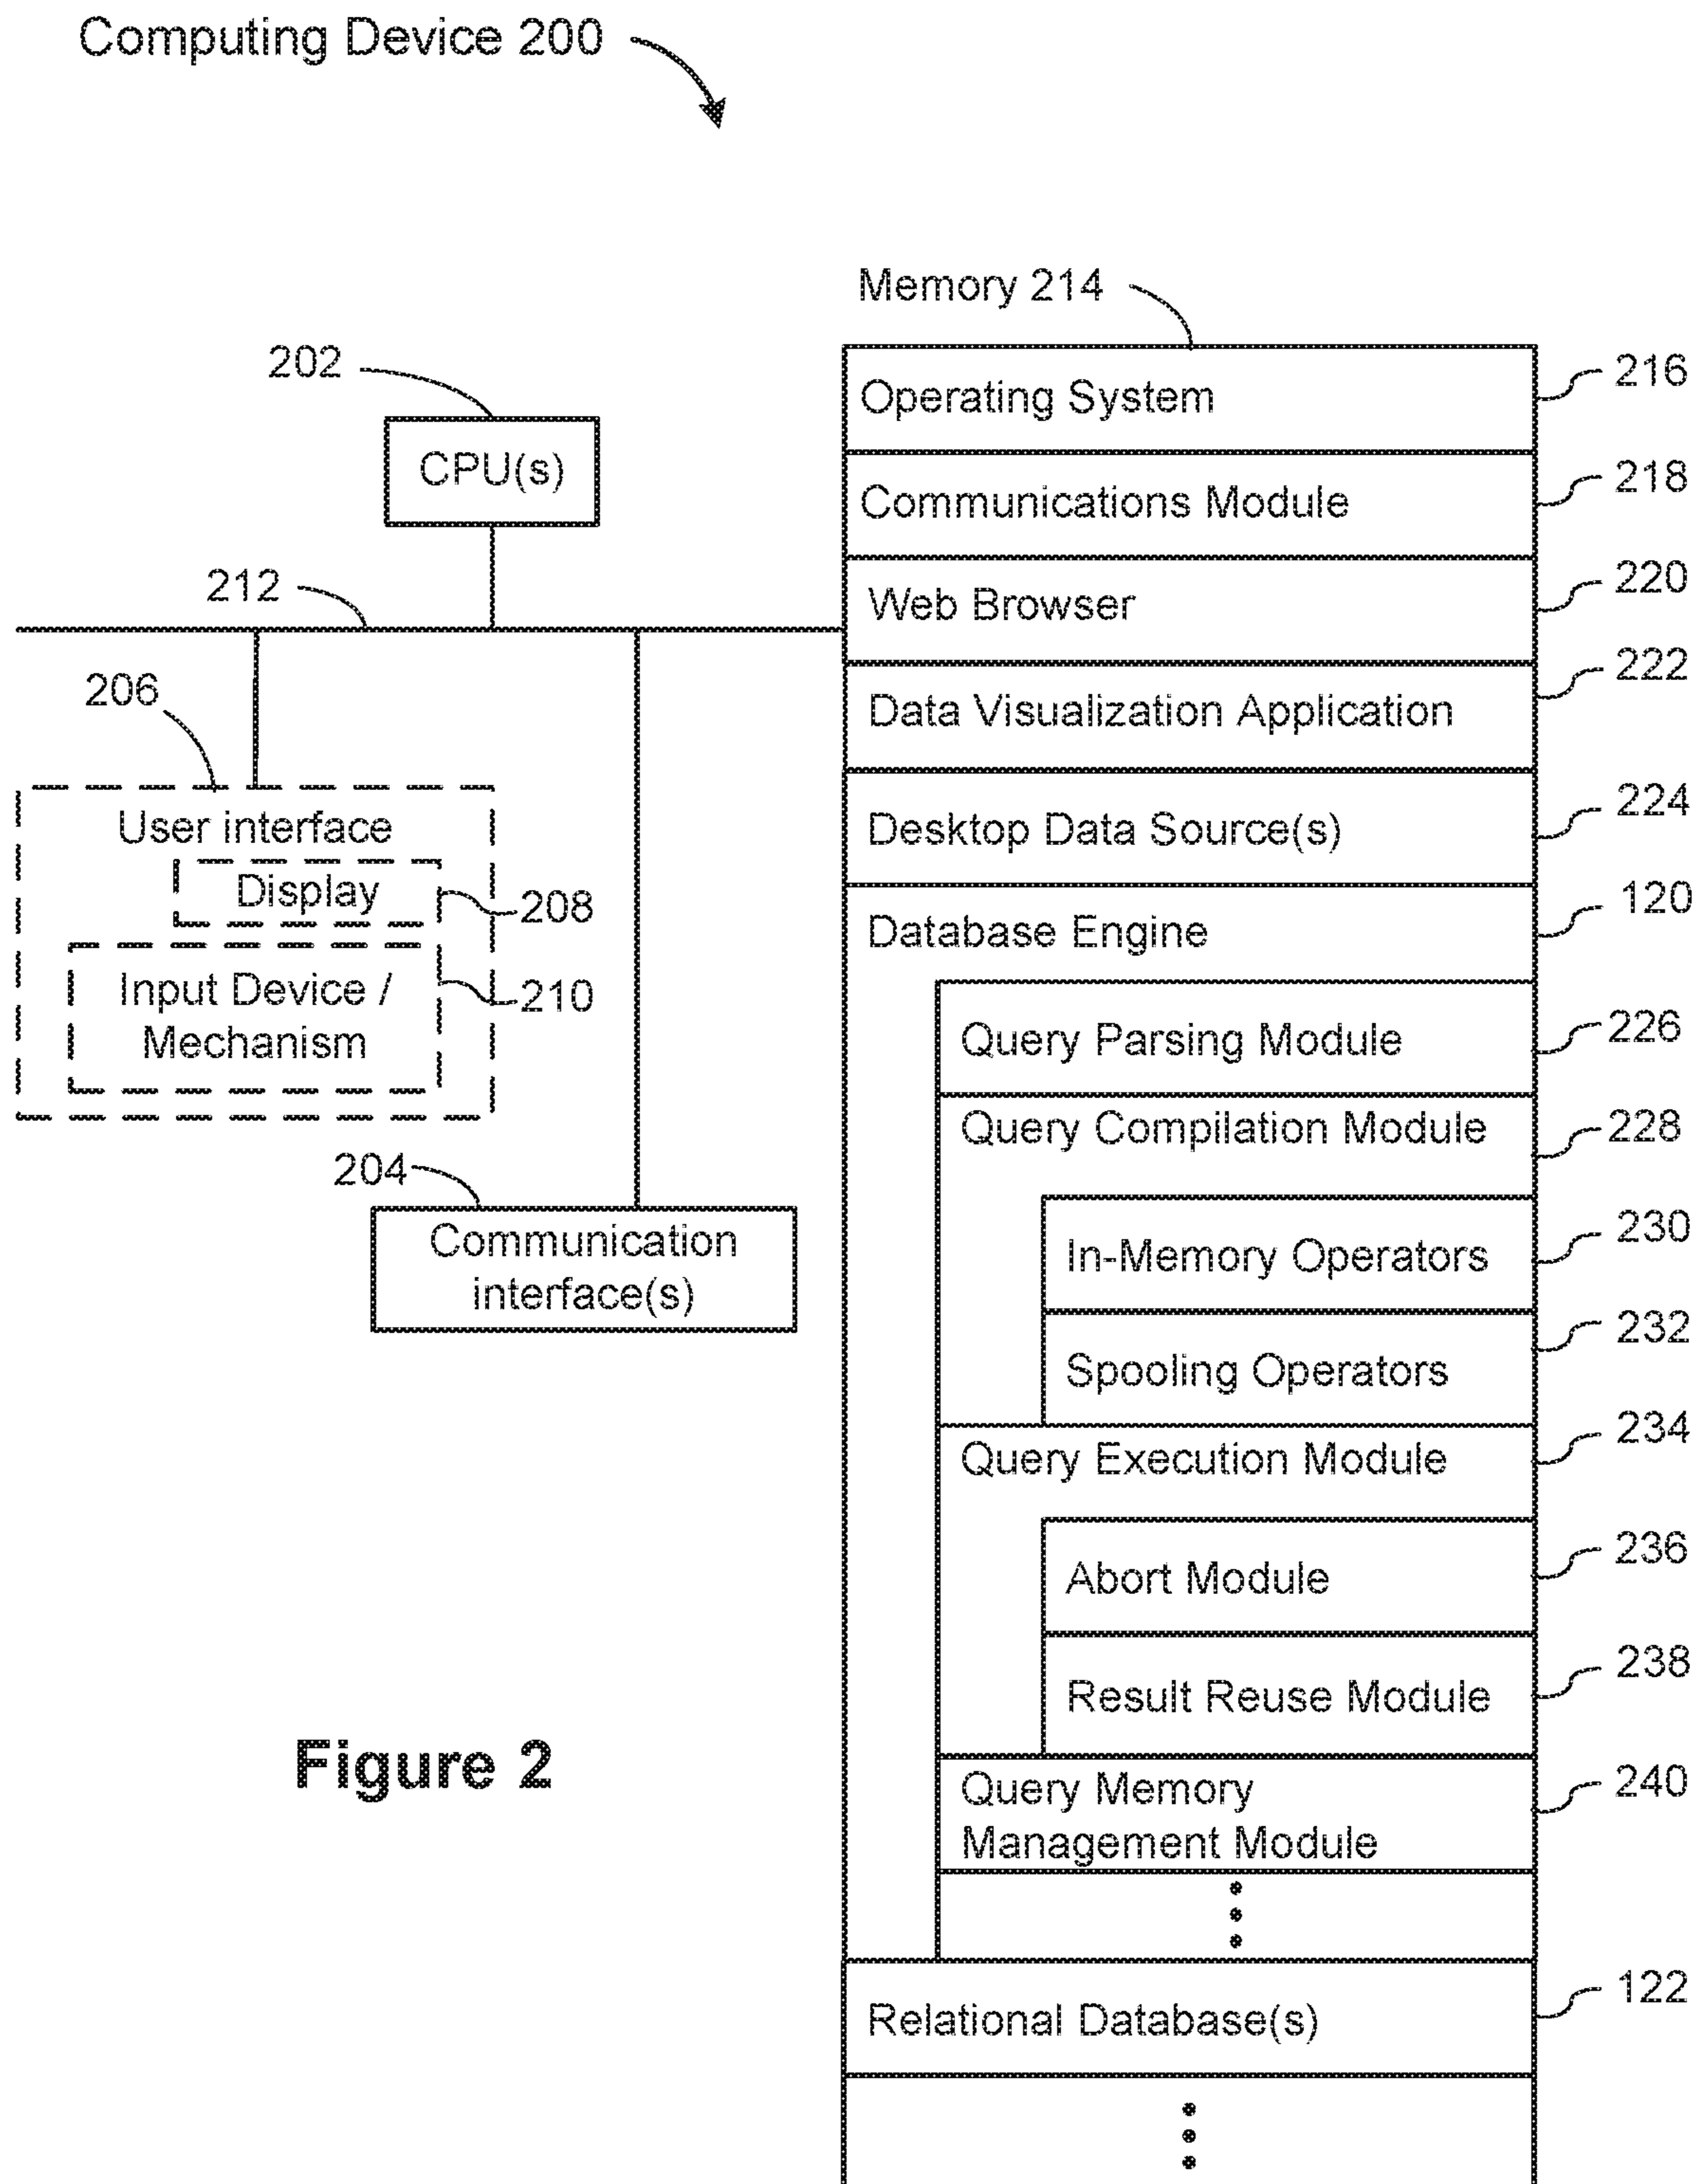 Computing Device 200
Memory 214
202
CPU(s)
212
206
User interface
Display
208
Input Device /
Mechanism
210
204
Communication
interface(s)
Operating System
216
Communications Module
218
Web Browser
220
Data Visualization Application
222
Desktop Data Source(s)
224
Database Engine
120
Query Parsing Module
226
Query Compilation Module
228
In-Memory Operators
230
Spooling Operators
232
Query Execution Module
234
Abort Module
236
Result Reuse Module
238
Query Memory
Management Module
240
Relational Database(s)
122
Figure 2